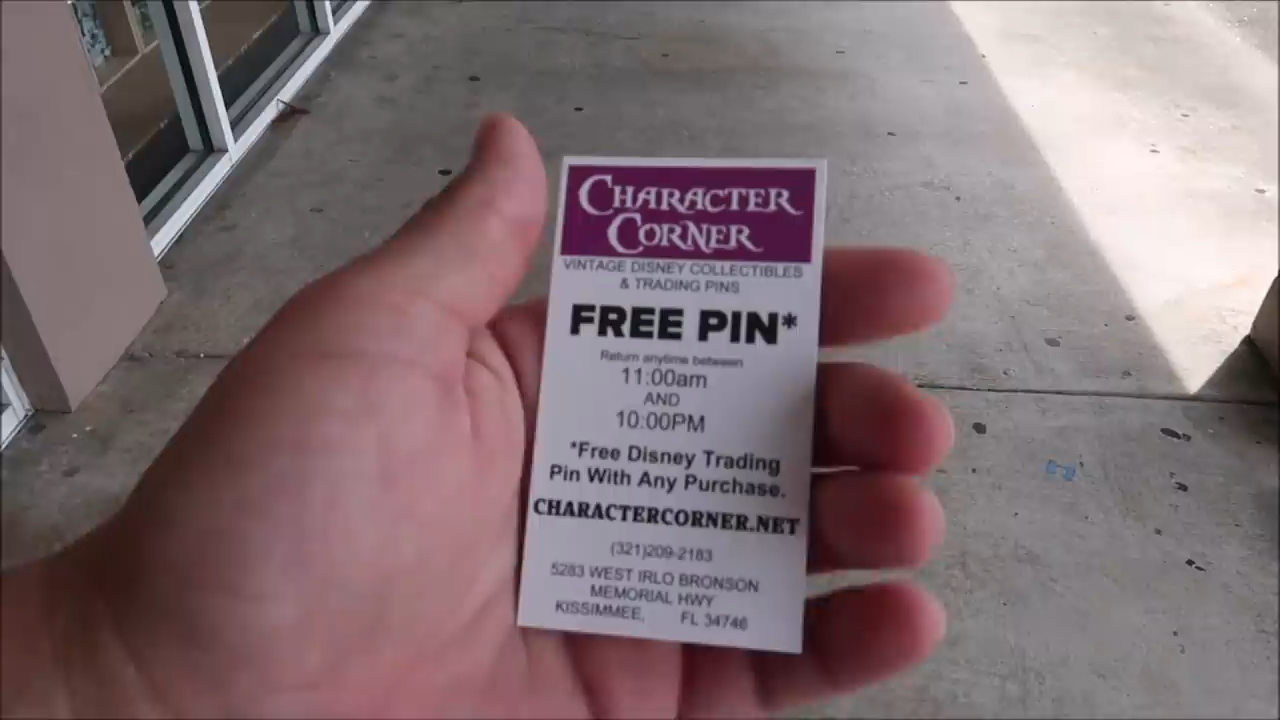 CHARACTER
CORNER
VINTAGE DISNEY COLLECTIBLES
& TRADING PINS
FREE PIN*
Return anytime between
11:00am
AND
10:00PM
*Free Disney Trading
Pin With Any Purchase.
CHARACTERCORNER.NET
(321)209-2183
5283 WEST IRLO BRONSON
MEMORIAL HWY
KISSIMMEE, FL 34746